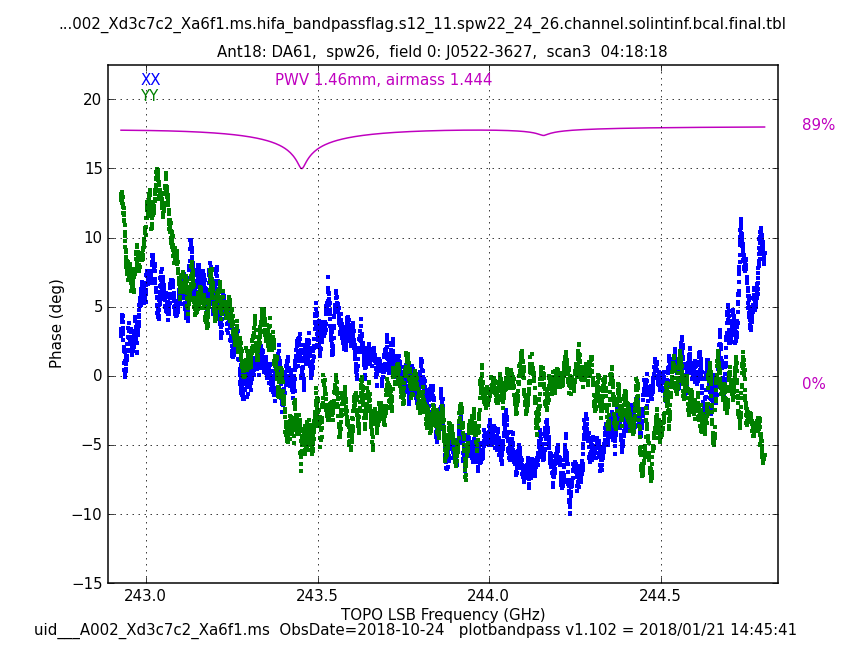 ...002_Xd3c7c2_Xa6f1.ms.hifa_bandpassflag.s12_11.spw22_24_26.channel.solintinf.bcal.final.tbl
Ant18: DA61, spw26, field 0: J0522-3627, scan3 04:18:18
XX
PWV 1.46mm, airmass 1.444
YY
89%
0%
20
15
10
5
0
−5
−10
−15
Phase (deg)
243.0 243.5 244.0 244.5
TOPO LSB Frequency (GHz)
uid___A002_Xd3c7c2_Xa6f1.ms ObsDate=2018-10-24 plotbandpass v1.102 = 2018/01/21 14:45:41